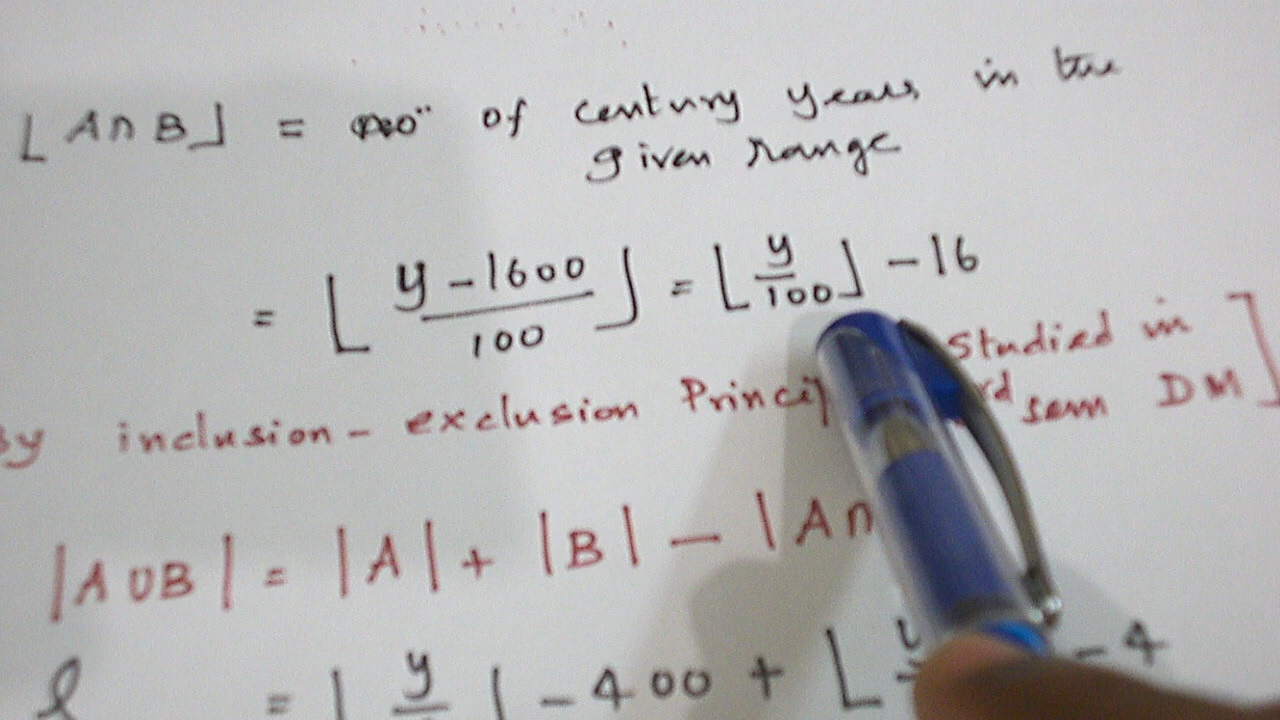 ⌊A∩B⌋ = no of century years in the
given range
= ⌊(y-1600)/100⌋ = ⌊y/100⌋ -16
By inclusion-exclusion Studied in
sem DM]
|A∪B| = |A| + |B| - |A∩
l = ⌊y -400 + ⌊ -4